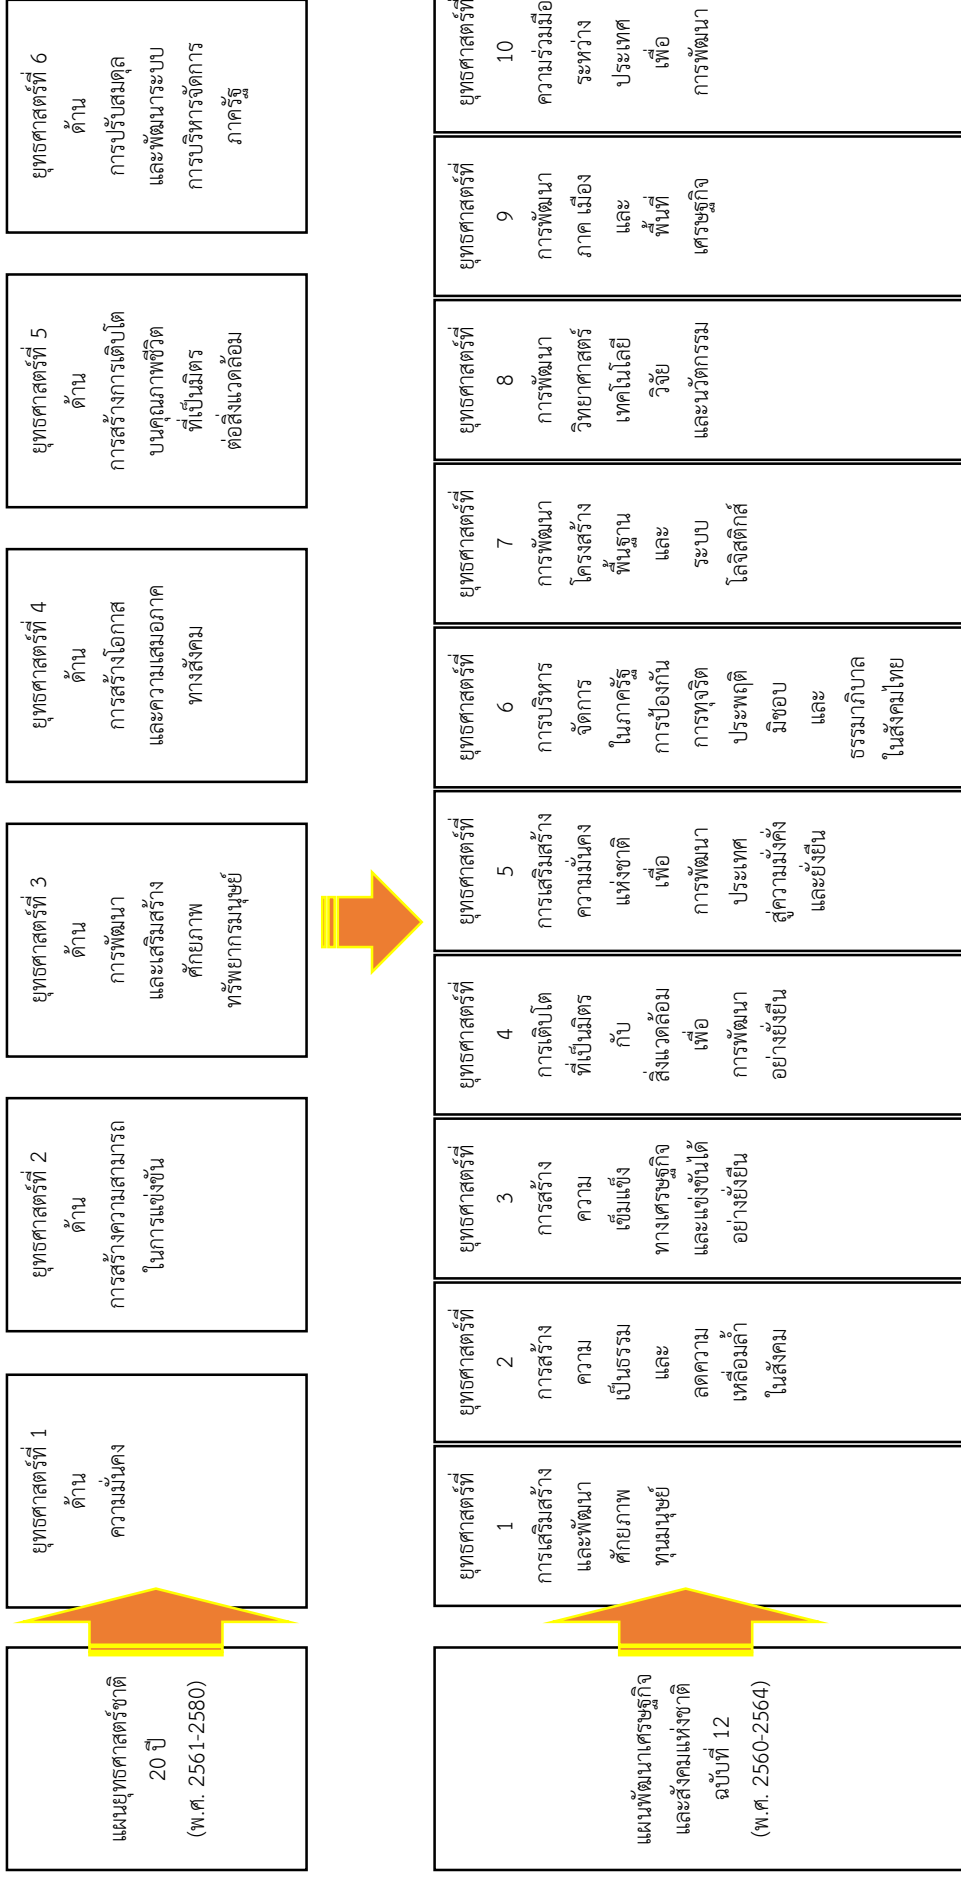 แผนยุทธศาสตร์ชาติ
20 ปี
(พ.ศ. 2561-2580)
ยุทธศาสตร์ที่ 1
ด้าน
ความมั่นคง
ยุทธศาสตร์ที่ 2
ด้าน
การสร้างความสามารถ
ในการแข่งขัน
ยุทธศาสตร์ที่ 3
ด้าน
การพัฒนา
และเสริมสร้าง
ศักยภาพ
ทรัพยากรมนุษย์
ยุทธศาสตร์ที่ 4
ด้าน
การสร้างโอกาส
และความเสมอภาค
ทางสังคม
ยุทธศาสตร์ที่ 5
ด้าน
การสร้างการเติบโต
บนคุณภาพชีวิต
ที่เป็นมิตร
ต่อสิ่งแวดล้อม
ยุทธศาสตร์ที่ 6
ด้าน
การปรับสมดุล
และพัฒนาระบบ
การบริหารจัดการ
ภาครัฐ
แผนพัฒนาเศรษฐกิจ
และสังคมแห่งชาติ
ฉบับที่ 12
(พ.ศ. 2560-2564)
ยุทธศาสตร์ที่
1
การเสริมสร้าง
และพัฒนา
ศักยภาพ
ทุนมนุษย์
ยุทธศาสตร์ที่
2
การสร้าง
ความ
เป็นธรรม
และ
ลดความ
เหลื่อมล้ำ
ในสังคม
ยุทธศาสตร์ที่
3
การสร้าง
ความ
เข้มแข็ง
ทางเศรษฐกิจ
และแข่งขันได้
อย่างยั่งยืน
ยุทธศาสตร์ที่
4
การเติบโต
ที่เป็นมิตร
กับ
สิ่งแวดล้อม
เพื่อ
การพัฒนา
อย่างยั่งยืน
ยุทธศาสตร์ที่
5
การเสริมสร้าง
ความมั่นคง
แห่งชาติ
เพื่อ
การพัฒนา
ประเทศ
สู่ความมั่งคั่ง
และยั่งยืน
ยุทธศาสตร์ที่
6
การบริหาร
จัดการ
ในภาครัฐ
การป้องกัน
การทุจริต
ประพฤติ
มิชอบ
และ
ธรรมาภิบาล
ในสังคมไทย
ยุทธศาสตร์ที่
7
การพัฒนา
โครงสร้าง
พื้นฐาน
และ
ระบบ
โลจิสติกส์
ยุทธศาสตร์ที่
8
การพัฒนา
วิทยาศาสตร์
เทคโนโลยี
วิจัย
และนวัตกรรม
ยุทธศาสตร์ที่
9
การพัฒนา
ภาค เมือง
และ
พื้นที่
เศรษฐกิจ
ยุทธศาสตร์ที่
10
ความร่วมมือ
ระหว่าง
ประเทศ
เพื่อ
การพัฒนา